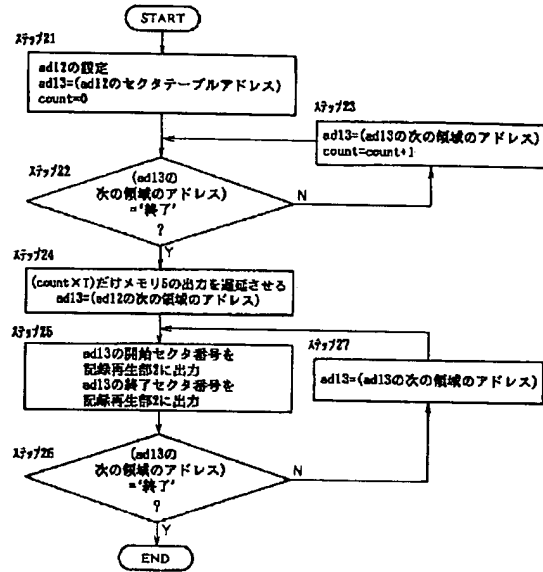 START
ステップ21
ad12の設定
ad13=(ad12のセクタテーブルアドレス)
count=0
ステップ23
ad13=(ad13の次の領域のアドレス)
count=count+1
ステップ22
(ad13の
次の領域のアドレス)
='終了'
?
N
Y
ステップ24
(count×T)だけメモリ5の出力を遅延させる
ad13=(ad12の次の領域のアドレス)
ステップ25
ad13の開始セクタ番号を
記録再生部2に出力
ad13の終了セクタ番号を
記録再生部2に出力
ステップ27
ad13=(ad13の次の領域のアドレス)
ステップ26
(ad13の
次の領域のアドレス)
='終了'
?
N
Y
END